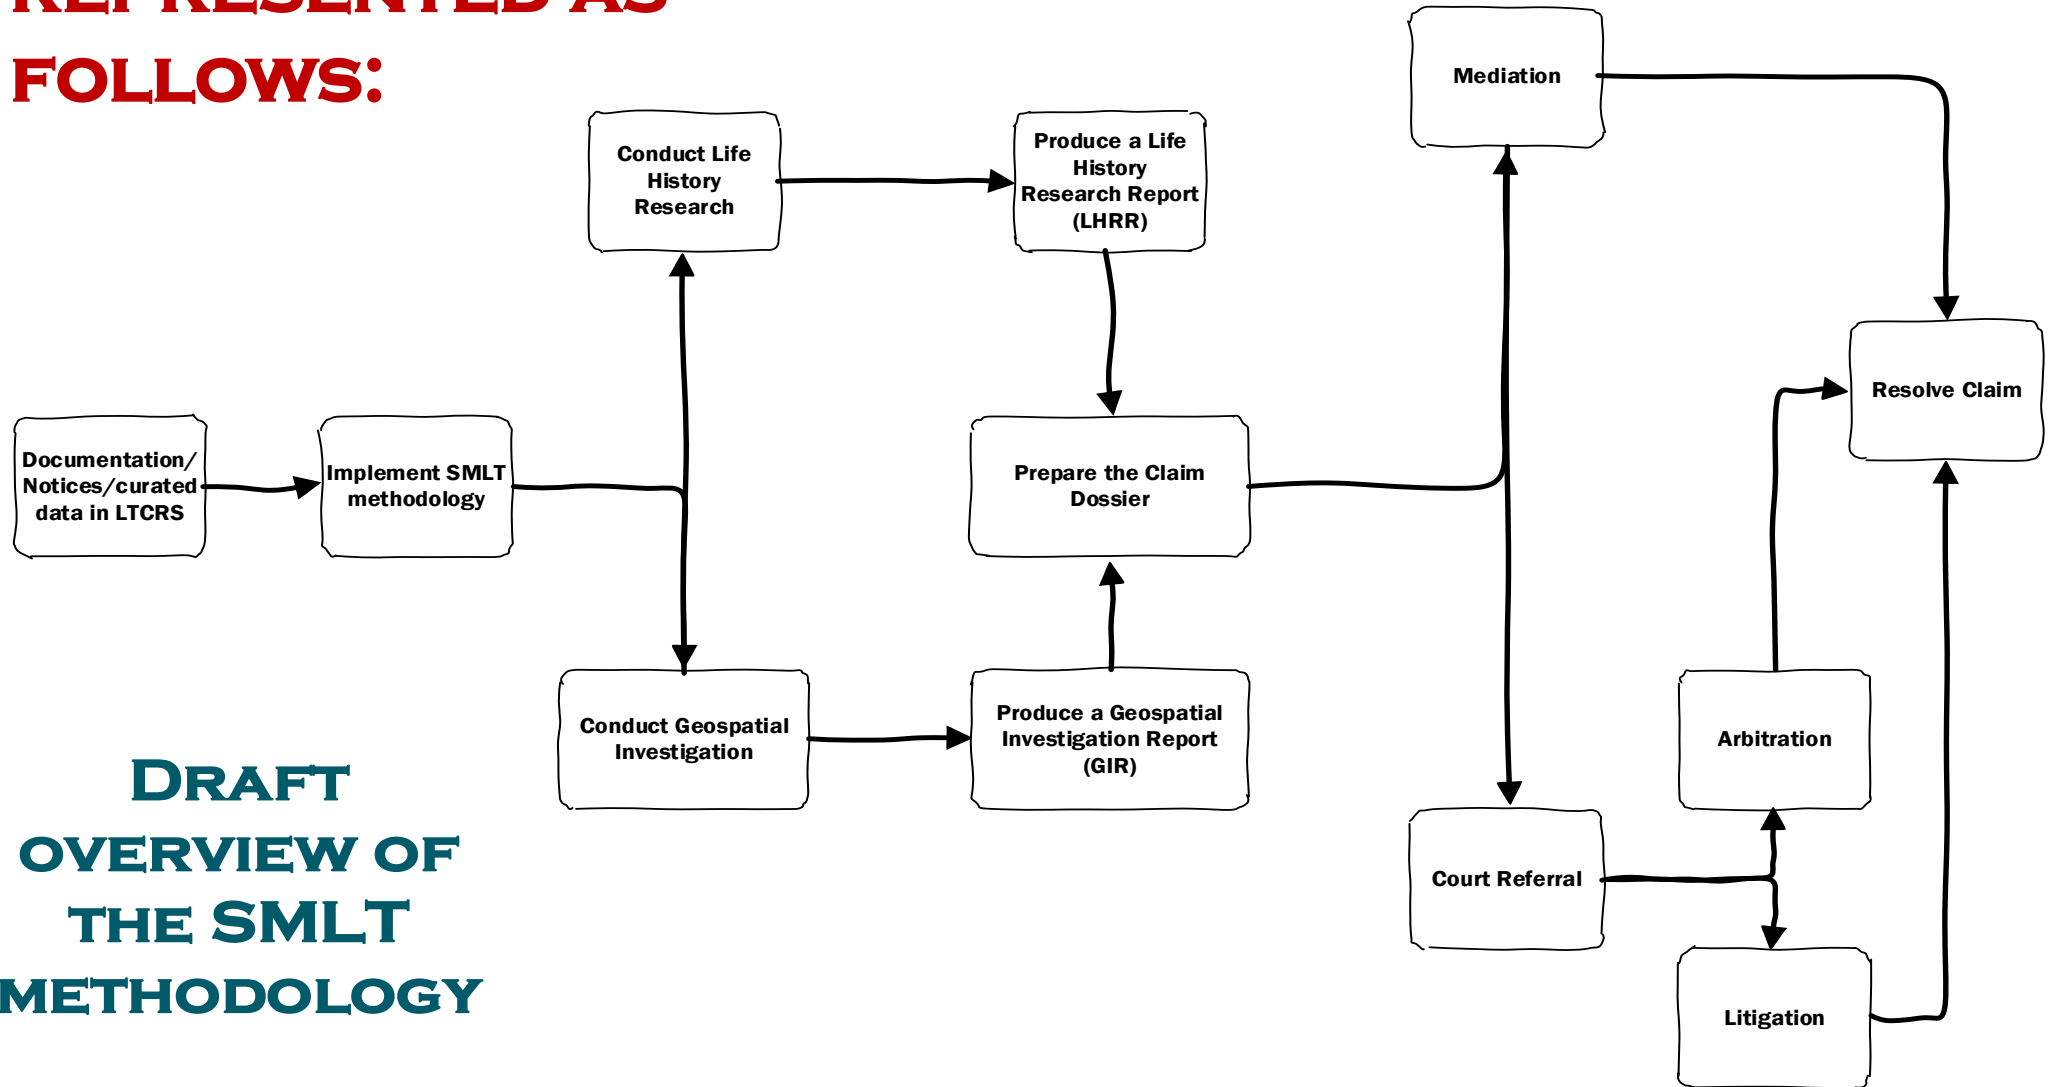 REPRESENTED AS
FOLLOWS:
Mediation
Conduct Life
History
Research
Produce a Life
History
Research Report
(LHRR)
Resolve Claim
Documentation/
Notices/curated
data in LTCRS
Implement SMLT
methodology
Prepare the Claim
Dossier
Conduct Geospatial
Investigation
Produce a Geospatial
Investigation Report
(GIR)
Arbitration
Court Referral
Litigation
DRAFT
OVERVIEW OF
THE SMLT
METHODOLOGY